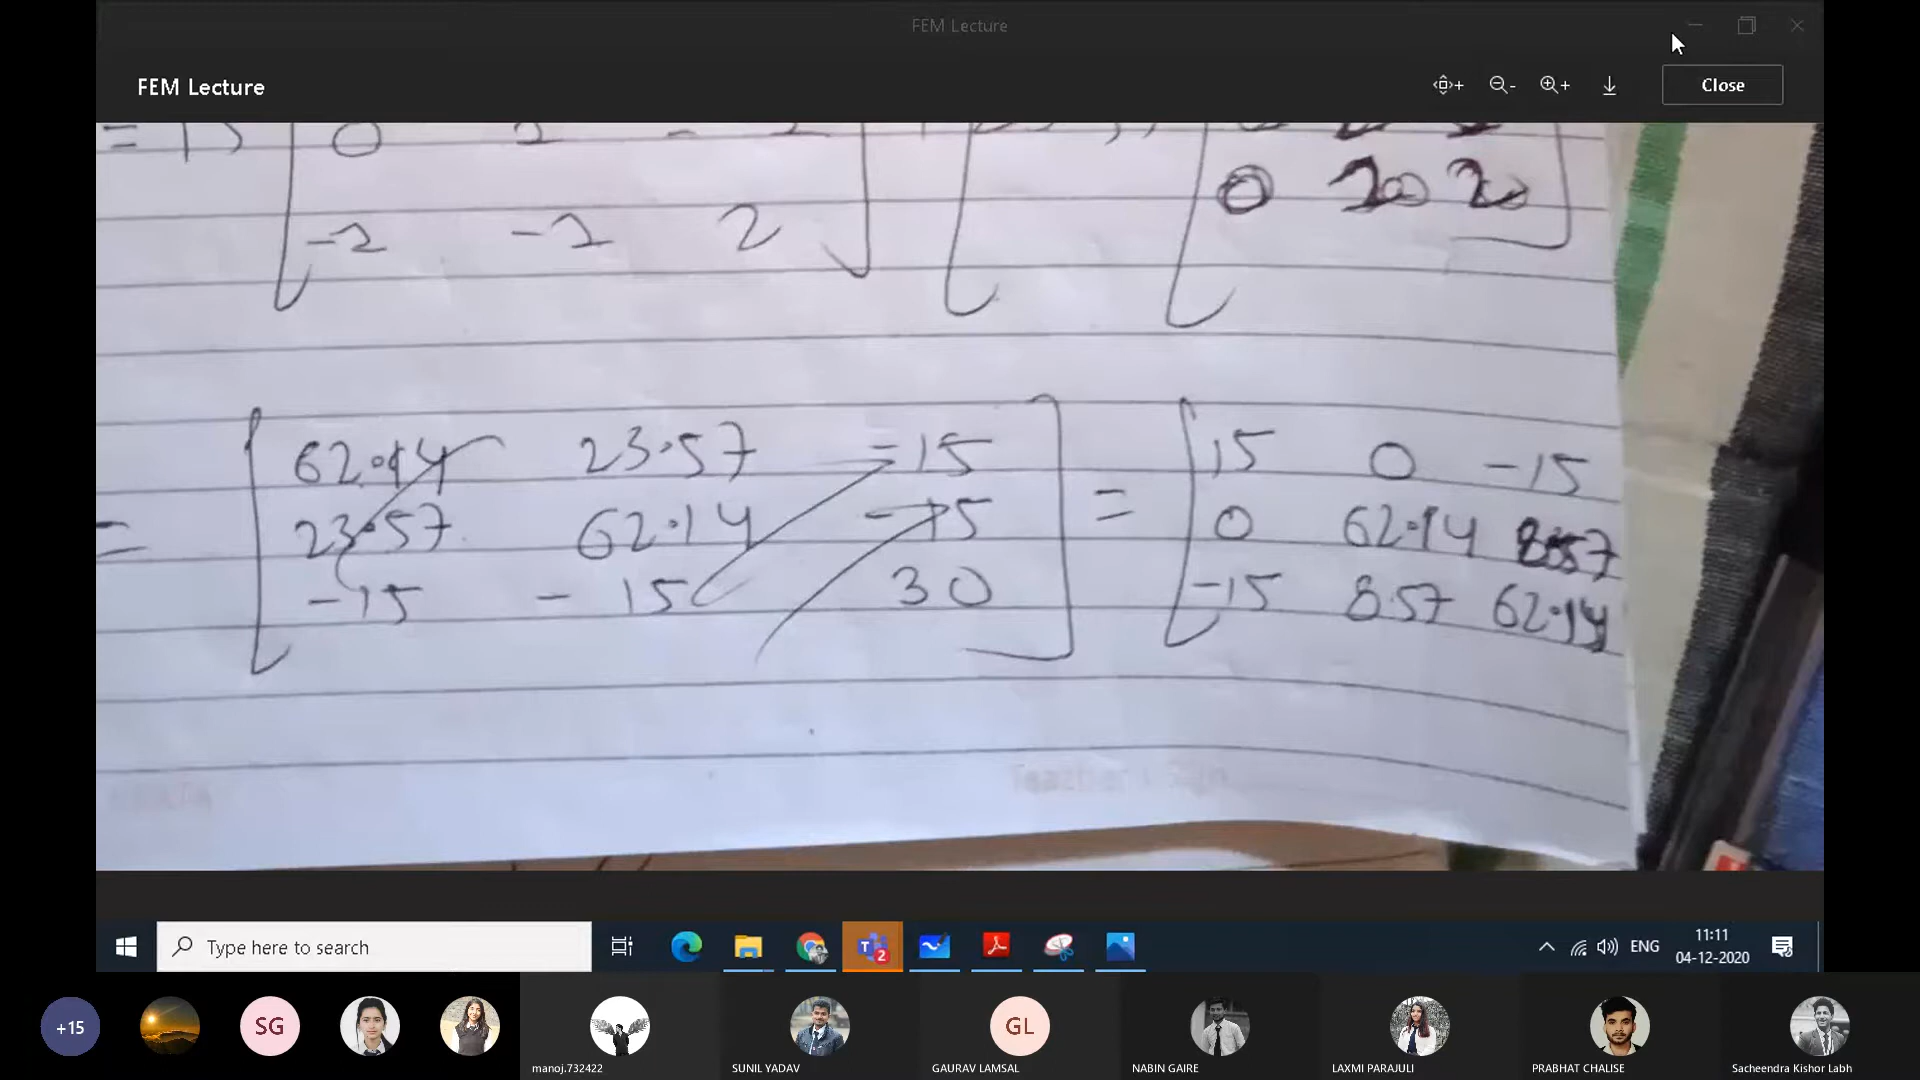 FEM Lecture
FEM Lecture
Close
0 20 20
-1 -1 2
62.14 23.57 -15 15 0 -15
23.57 62.14 -15 = 0 62.14 8.57
= -15 -15 30 -15 8.57 62.14
Type here to search
2
ENG
11:11
04-12-2020
+15
SG
GL
manoj.732422
SUNIL YADAV
GAURAV LAMSAL
NABIN GAIRE
LAXMI PARAJULI
PRABHAT CHALISE
Sacheendra Kishor Labh